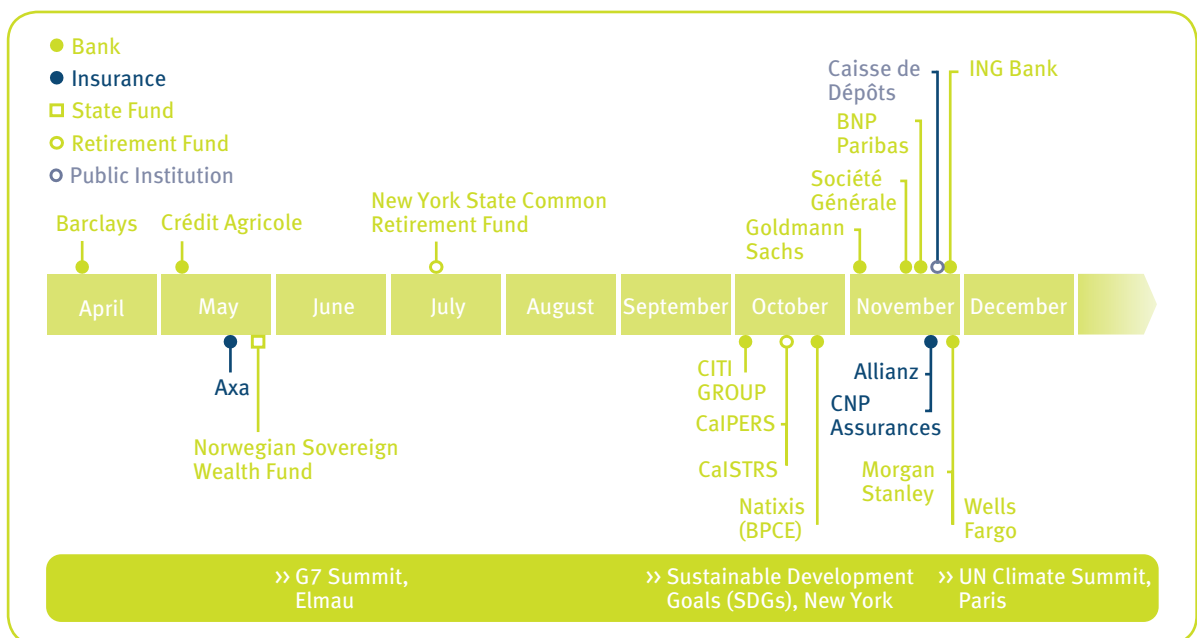 Bank
Insurance
State Fund
Retirement Fund
Public Institution
Barclays
Crédit Agricole
New York State Common
Retirement Fund
Goldmann
Sachs
Société
Générale
BNP
Paribas
Caisse de
Dépôts
ING Bank
April
May
June
July
August
September
October
November
December
Axa
Norwegian Sovereign
Wealth Fund
CITI
GROUP
CalPERS
CalSTRS
Natixis
(BPCE)
Allianz
CNP
Assurances
Morgan
Stanley
Wells
Fargo
›› G7 Summit,
Elmau
›› Sustainable Development
Goals (SDGs), New York
›› UN Climate Summit,
Paris